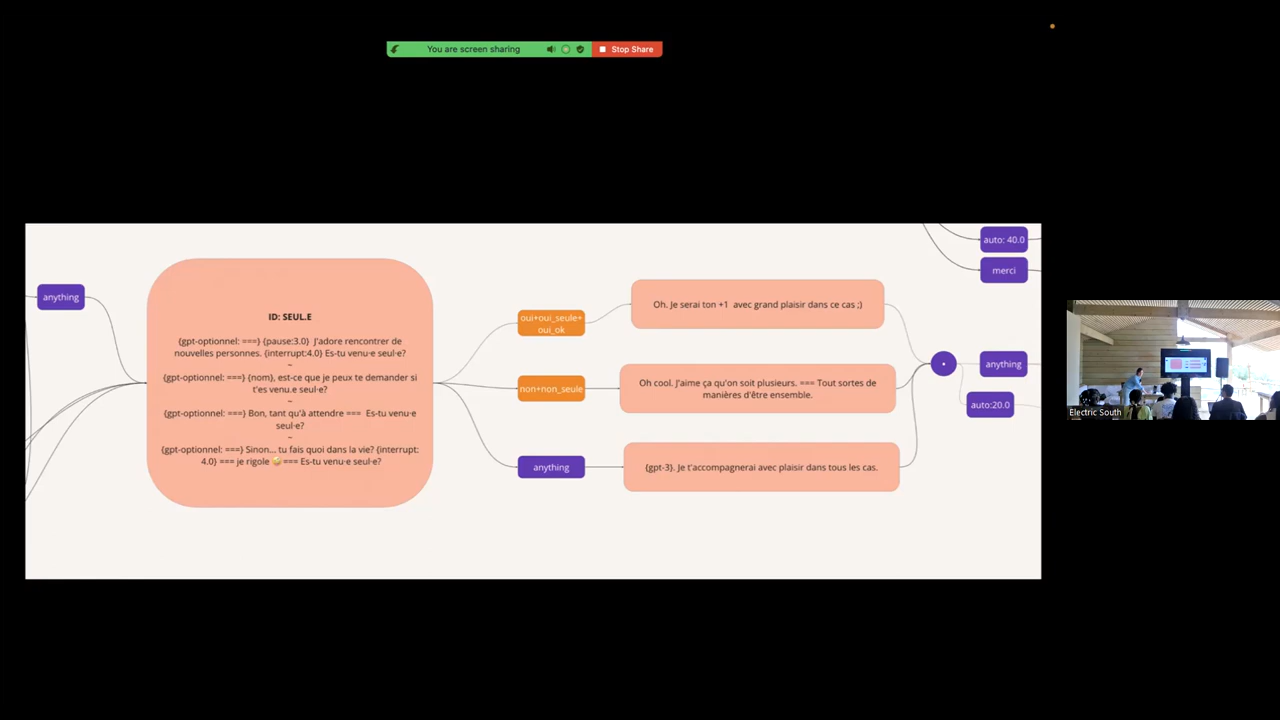 You are screen sharing
Stop Share
auto: 40.0
merci
anything
ID: SEUL.E
{gpt-optionnel: ===} {pause:3.0}  J'adore rencontrer de
nouvelles personnes. {interrupt:4.0} Es-tu venu·e seul·e?
~
{gpt-optionnel: ===} {nom}, est-ce que je peux te demander si
t'es venu.e seul·e?
~
{gpt-optionnel: ===} Bon, tant qu'à attendre ===  Es-tu venu·e
seul·e?
~
{gpt-optionnel: ===} Sinon... tu fais quoi dans la vie? {interrupt:
4.0} === je rigole 🤪 === Es-tu venu·e seul·e?
oui+oui_seule+
oui_ok
Oh. Je serai ton +1  avec grand plaisir dans ce cas ;)
non+non_seule
Oh cool. J'aime ça qu'on soit plusieurs. === Tout sortes de
manières d'être ensemble.
anything
{gpt-3}. Je t'accompagnerai avec plaisir dans tous les cas.
anything
auto:20.0
Electric South